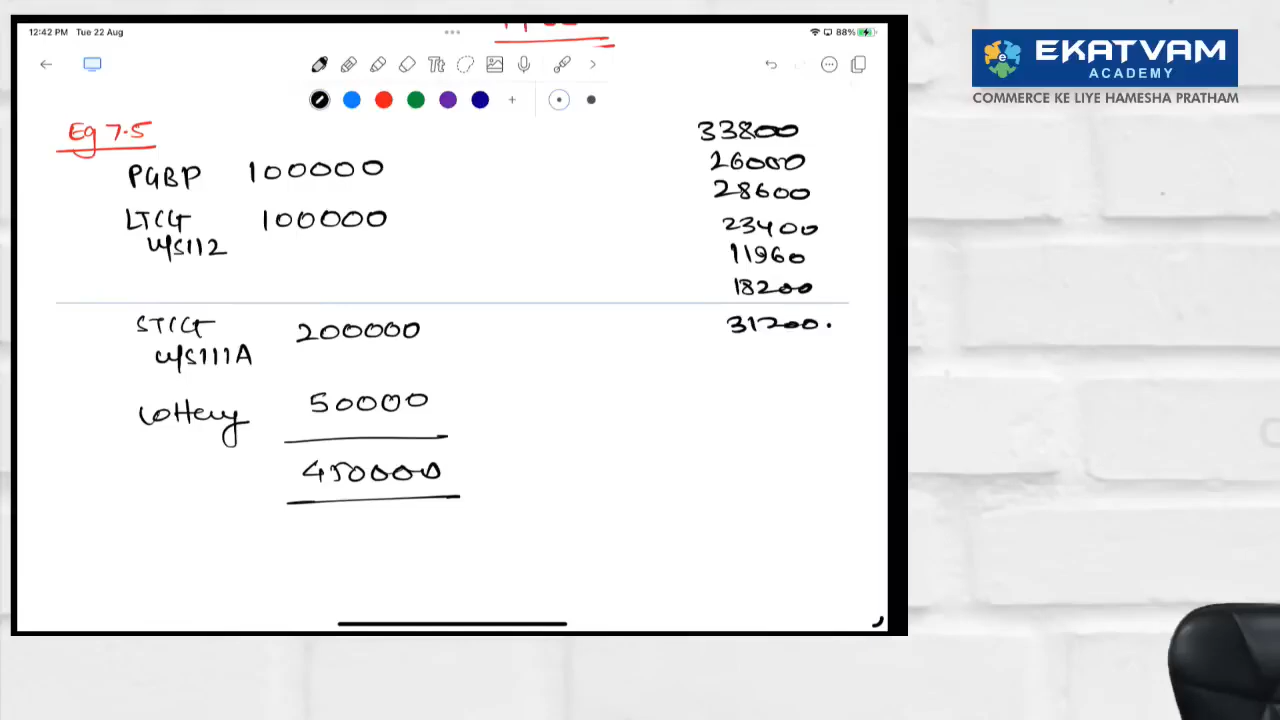 12:42 PM Tue 22 Aug
88%
EKATVAM
ACADEMY
COMMERCE KE LIYE HAMESHA PRATHAM
Tt
Eg 7.5
PGBP 100000
LTCG 100000
u/s112
STCG 200000
u/s111A
Lottery 50000
450000
33800
26000
28600
23400
11960
18200
31200.